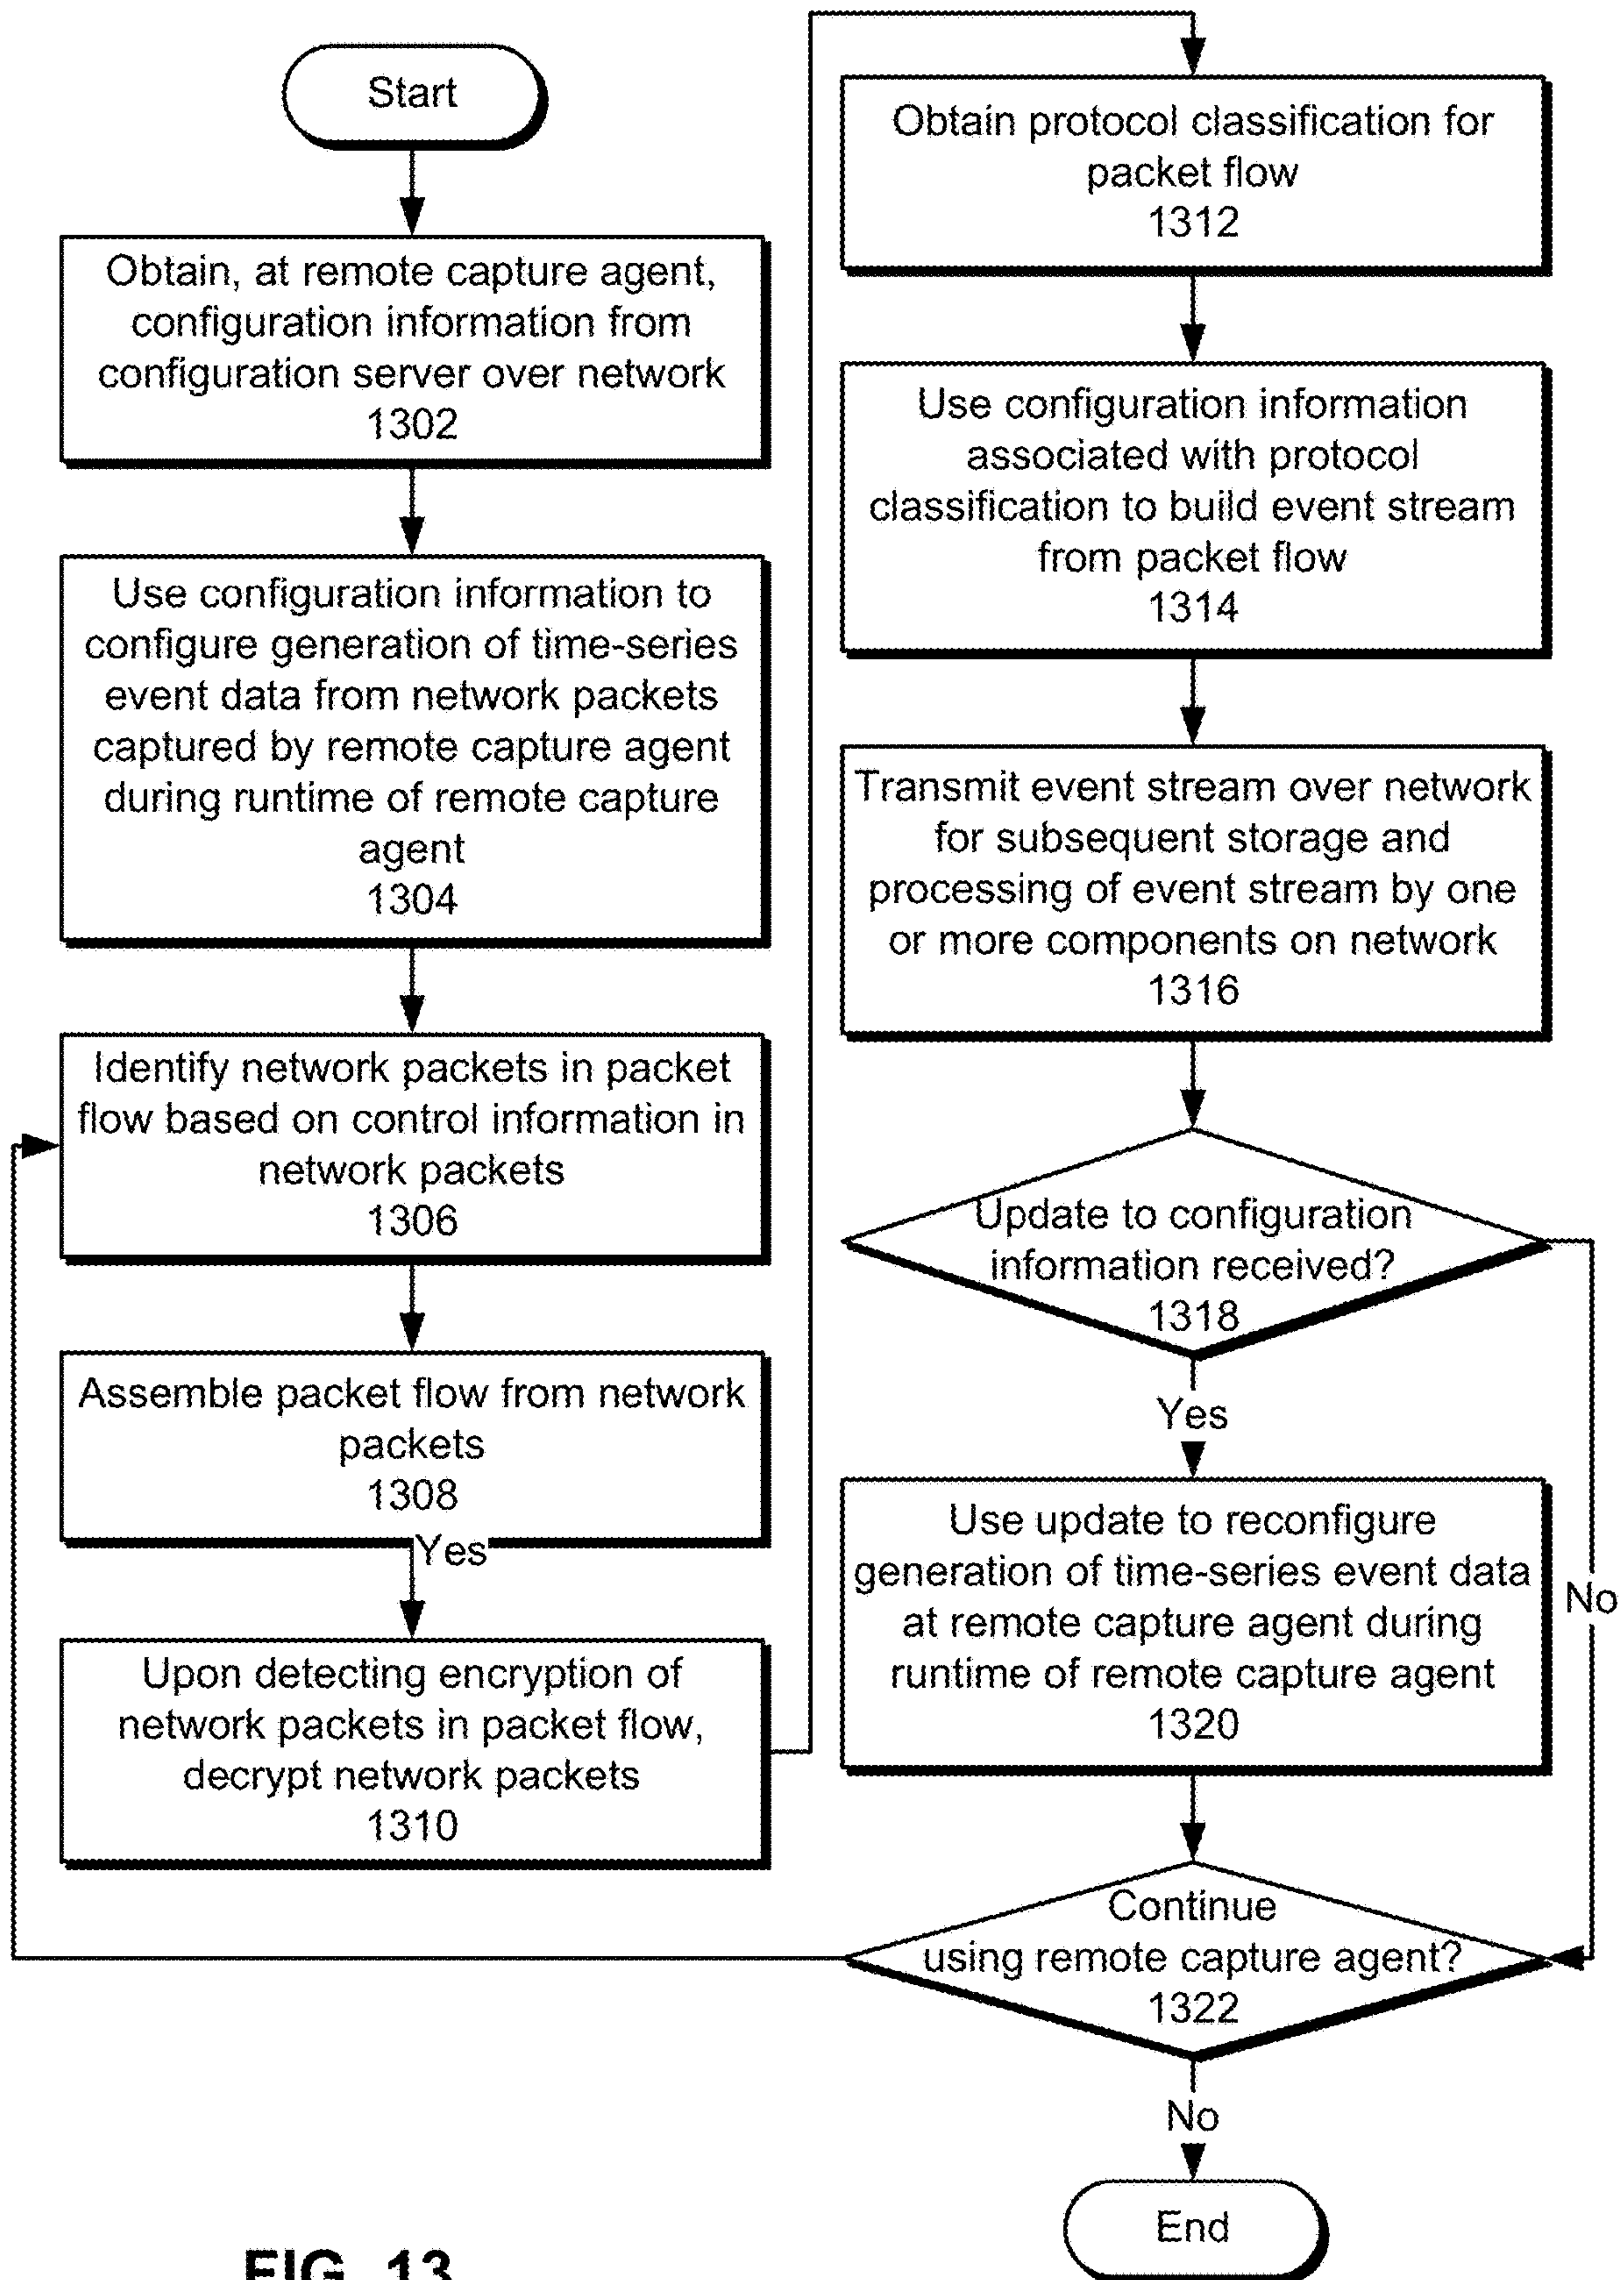 Start
Obtain, at remote capture agent,
configuration information from
configuration server over network
1302
Use configuration information to
configure generation of time-series
event data from network packets
captured by remote capture agent
during runtime of remote capture
agent
1304
Identify network packets in packet
flow based on control information in
network packets
1306
Assemble packet flow from network
packets
1308
Yes
Upon detecting encryption of
network packets in packet flow,
decrypt network packets
1310
Obtain protocol classification for
packet flow
1312
Use configuration information
associated with protocol
classification to build event stream
from packet flow
1314
Transmit event stream over network
for subsequent storage and
processing of event stream by one
or more components on network
1316
Update to configuration
information received?
1318
Yes
No
Use update to reconfigure
generation of time-series event data
at remote capture agent during
runtime of remote capture agent
1320
Continue
using remote capture agent?
1322
No
End
FIG. 13